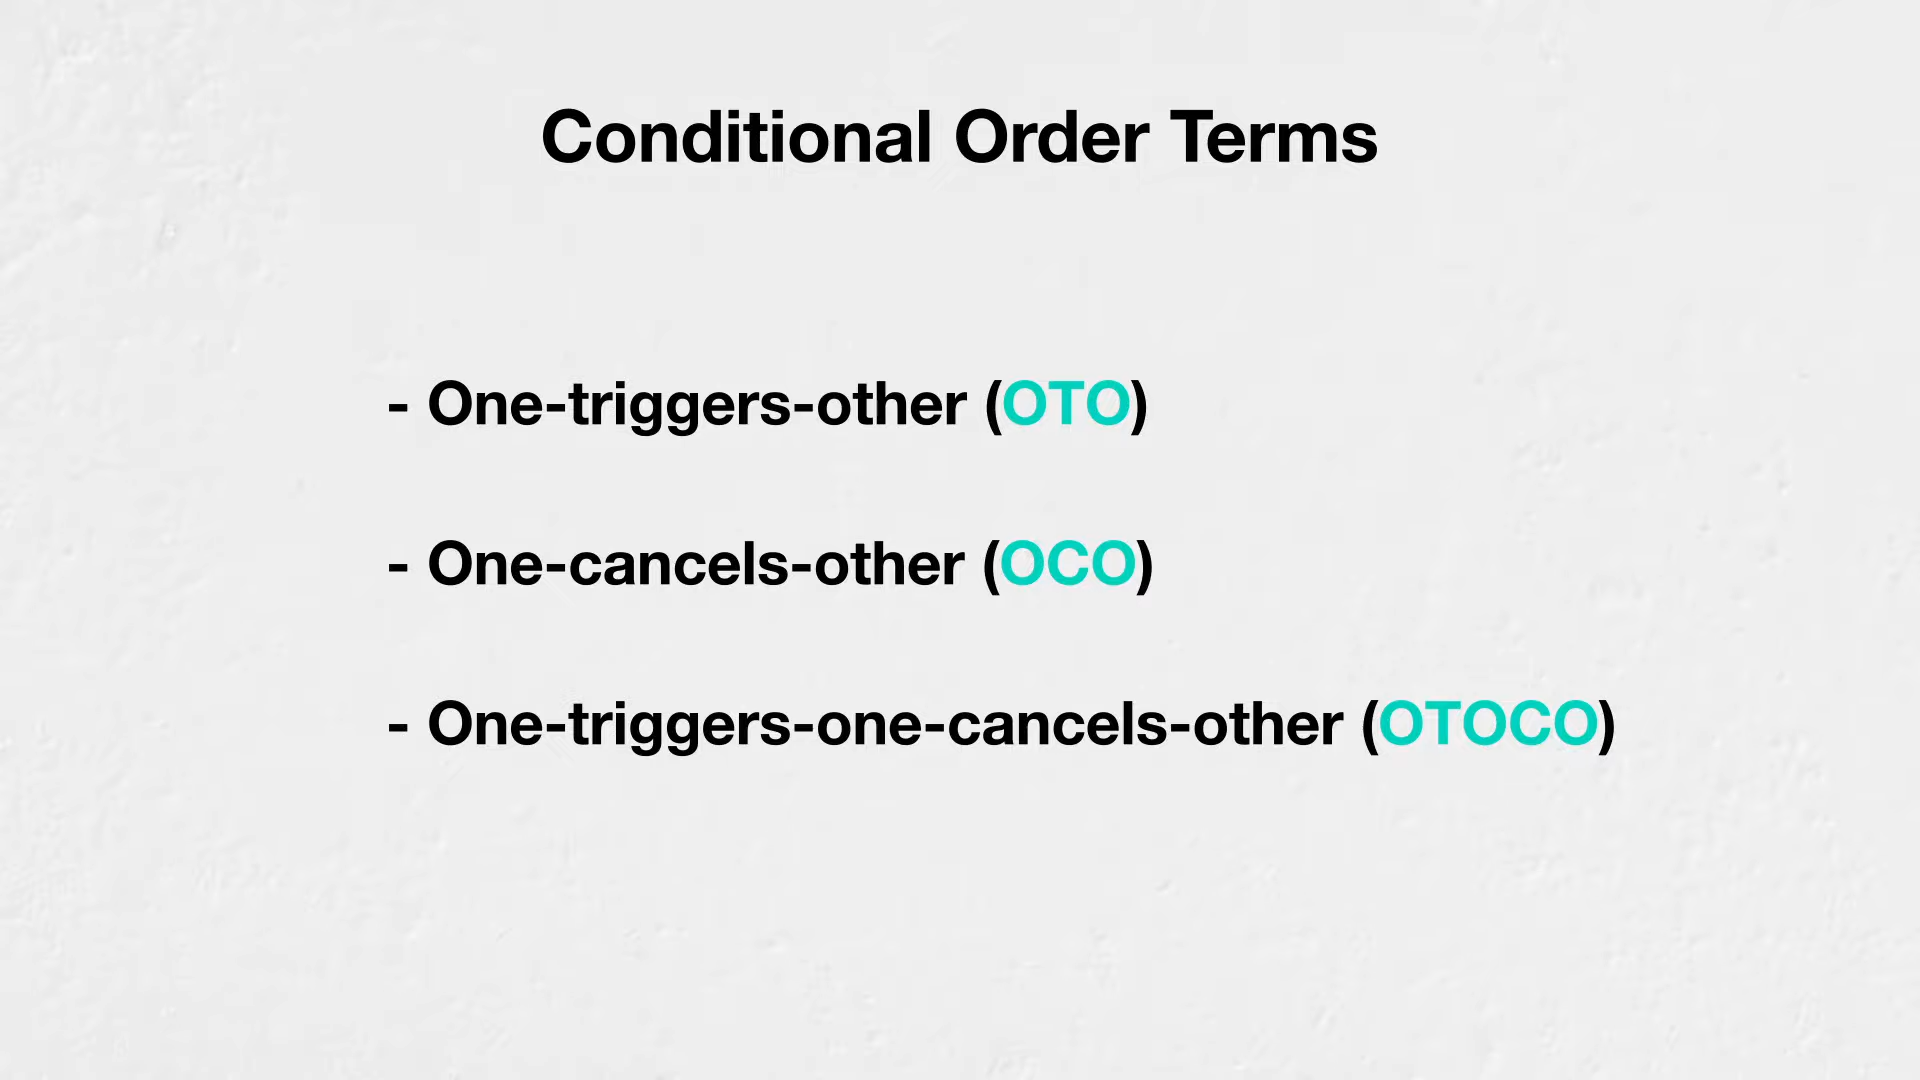 Conditional Order Terms
- One-triggers-other (OTO)
- One-cancels-other (OCO)
- One-triggers-one-cancels-other (OTOCO)